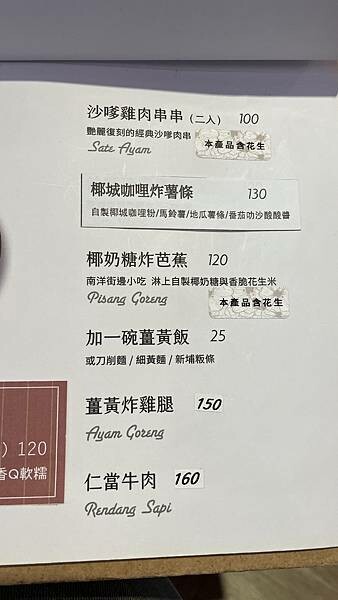 沙嗲雞肉串串(二入) 100
艷麗復刻的經典沙嗲肉串
本產品含花生
Sate Ayam
椰城咖哩炸薯條 130
自製椰城咖哩粉/馬鈴薯/地瓜薯條/番茄叻沙酸酸醬
椰奶糖炸芭蕉 120
南洋街邊小吃 淋上自製椰奶糖與香脆花生米
Pisang Goreng
本產品含花生
加一碗薑黃飯 25
或刀削麵/細黃麵/新埔粄條
薑黃炸雞腿 150
Ayam Goreng
) 120
香Q軟糯
仁當牛肉 160
Rendang Sapi